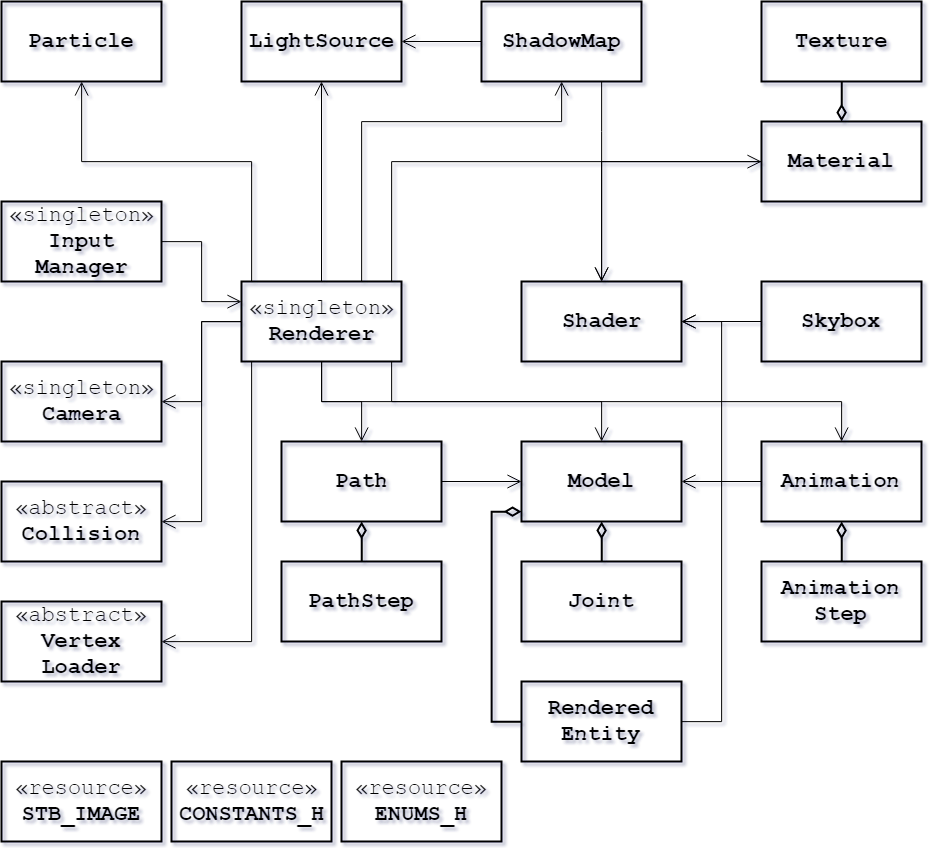 Particle
LightSource
ShadowMap
Texture
Material
«singleton»
Input
Manager
«singleton»
Renderer
Shader
Skybox
«singleton»
Camera
Path
Model
Animation
«abstract»
Collision
PathStep
Joint
Animation
Step
«abstract»
Vertex
Loader
Rendered
Entity
«resource»
STB_IMAGE
«resource»
CONSTANTS_H
«resource»
ENUMS_H